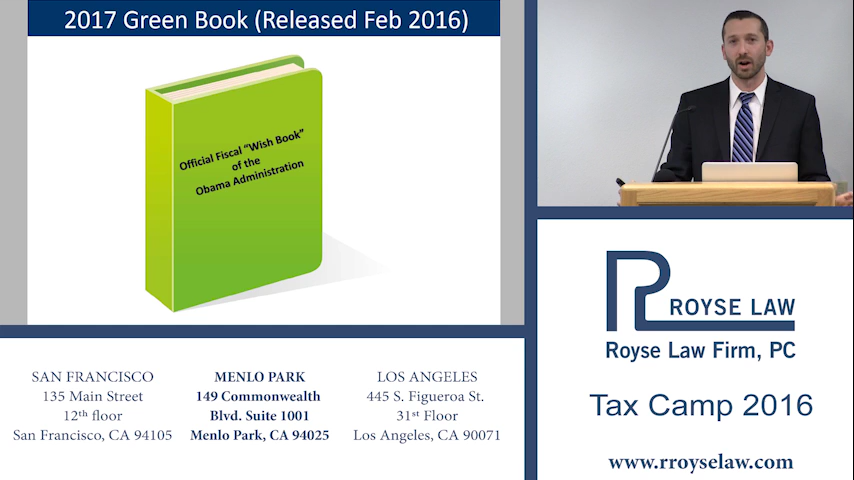 2017 Green Book (Released Feb 2016)
Official Fiscal “Wish Book”
of the
Obama Administration
ROYSE LAW
Royse Law Firm, PC
Tax Camp 2016
www.rroyselaw.com
SAN FRANCISCO
135 Main Street
12th floor
San Francisco, CA 94105
MENLO PARK
149 Commonwealth
Blvd. Suite 1001
Menlo Park, CA 94025
LOS ANGELES
445 S. Figueroa St.
31st Floor
Los Angeles, CA 90071